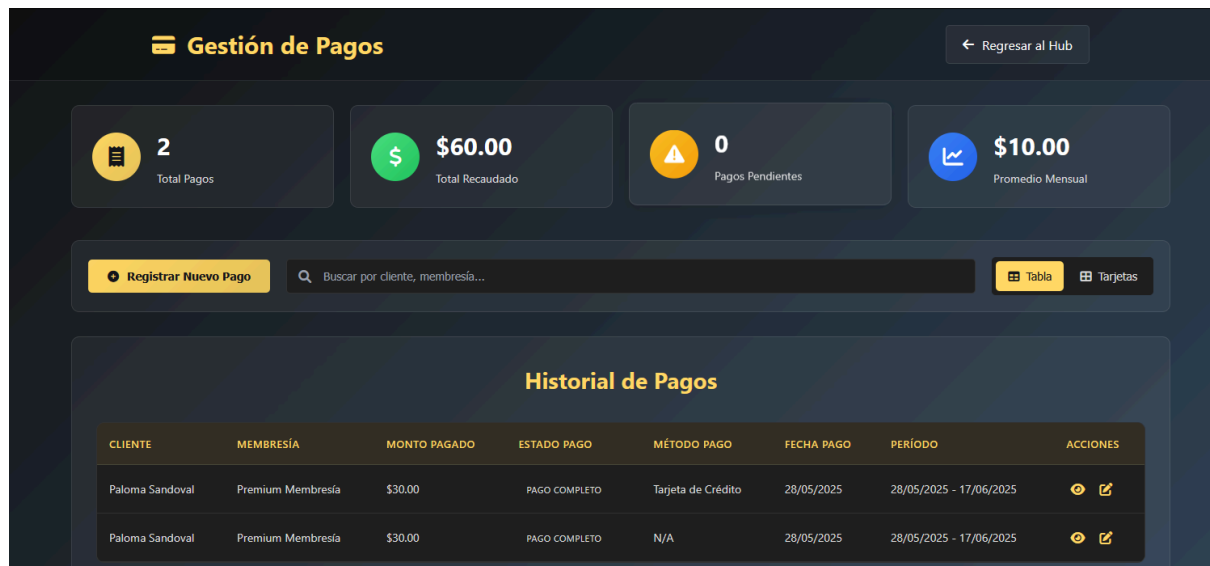 Gestión de Pagos
Regresar al Hub
2
Total Pagos
$60.00
Total Recaudado
0
Pagos Pendientes
$10.00
Promedio Mensual
Registrar Nuevo Pago
Buscar por cliente, membresía...
Tabla
Tarjetas
Historial de Pagos
CLIENTE MEMBRESÍA MONTO PAGADO ESTADO PAGO MÉTODO PAGO FECHA PAGO PERÍODO ACCIONES
Paloma Sandoval Premium Membresía $30.00 PAGO COMPLETO Tarjeta de Crédito 28/05/2025 28/05/2025 - 17/06/2025
Paloma Sandoval Premium Membresía $30.00 PAGO COMPLETO N/A 28/05/2025 28/05/2025 - 17/06/2025